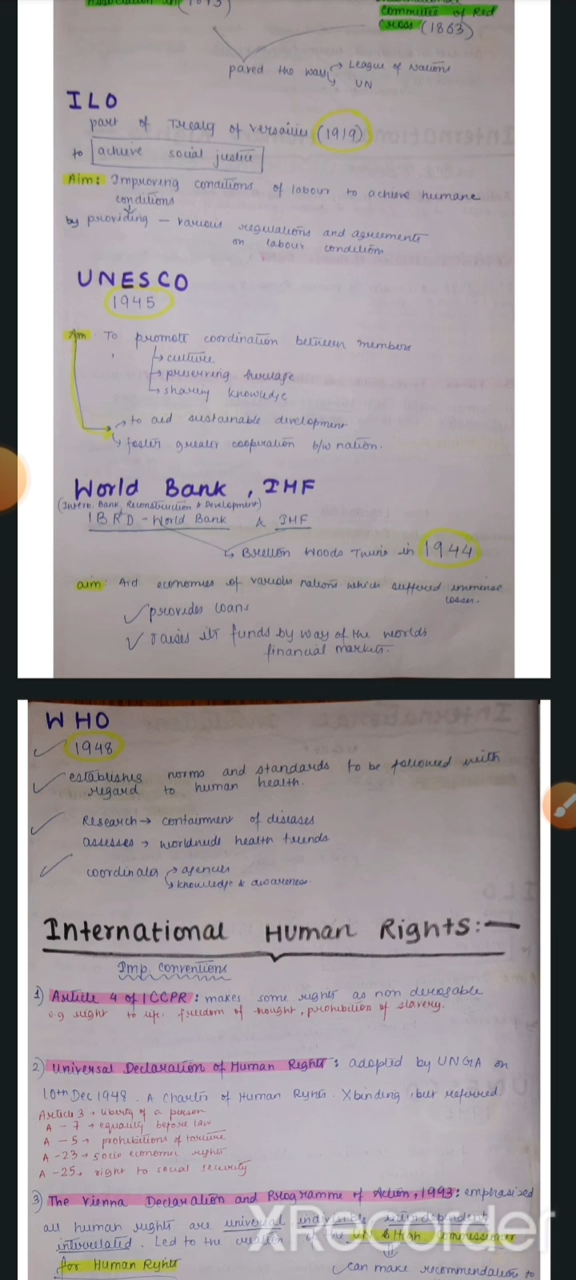 Committee of Red
Cross (1863)
paved the way → League of Nations
→ UN
ILO
part of Treaty of Versailles (1919)
to achieve social justice
Aim: Improving conditions of labour to achieve humane
conditions
by providing - various regulations and agreements
on labour condition
UNESCO
1945
Aim To promote coordination between members
→ culture
→ preserving heritage
→ sharing knowledge
→ to aid sustainable development
→ foster greater cooperation b/w nation.
World Bank, IMF
(Intern. Bank Reconstruction & Development)
IBRD - World Bank & IMF
→ Bretton Woods Twins in 1944
aim: Aid economies of various nations which suffered immense
losses.
✓ provides loans
✓ raises its funds by way of the world's
financial markets.
WHO
✓ 1948
✓ establishes norms and standards to be followed with
regard to human health.
✓ Research → containment of diseases
assesses → worldwide health trends
✓ coordinates → agencies
→ knowledge & awareness
International Human Rights:-
Imp. conventions
1) Article 4 of ICCPR: makes some rights as non derogable
e.g right to life, freedom of thought, prohibition of slavery.
2) Universal Declaration of Human Rights: adopted by UNGA on
10th Dec 1948. A Charter of Human Rights. X binding, but referred.
Article 3 → liberty of a person
A - 7 → equality before law
A - 5 → prohibitions of torture
A - 23 → socio economic rights
A - 25 → right to social security
3) The Vienna Declaration and Programme of Action, 1993: emphasized
all human rights are universal indivisible interdependent
interrelated. Led to the creation of the UN High Commissioner
for Human Rights
✓ can make recommendation to
XRecorder